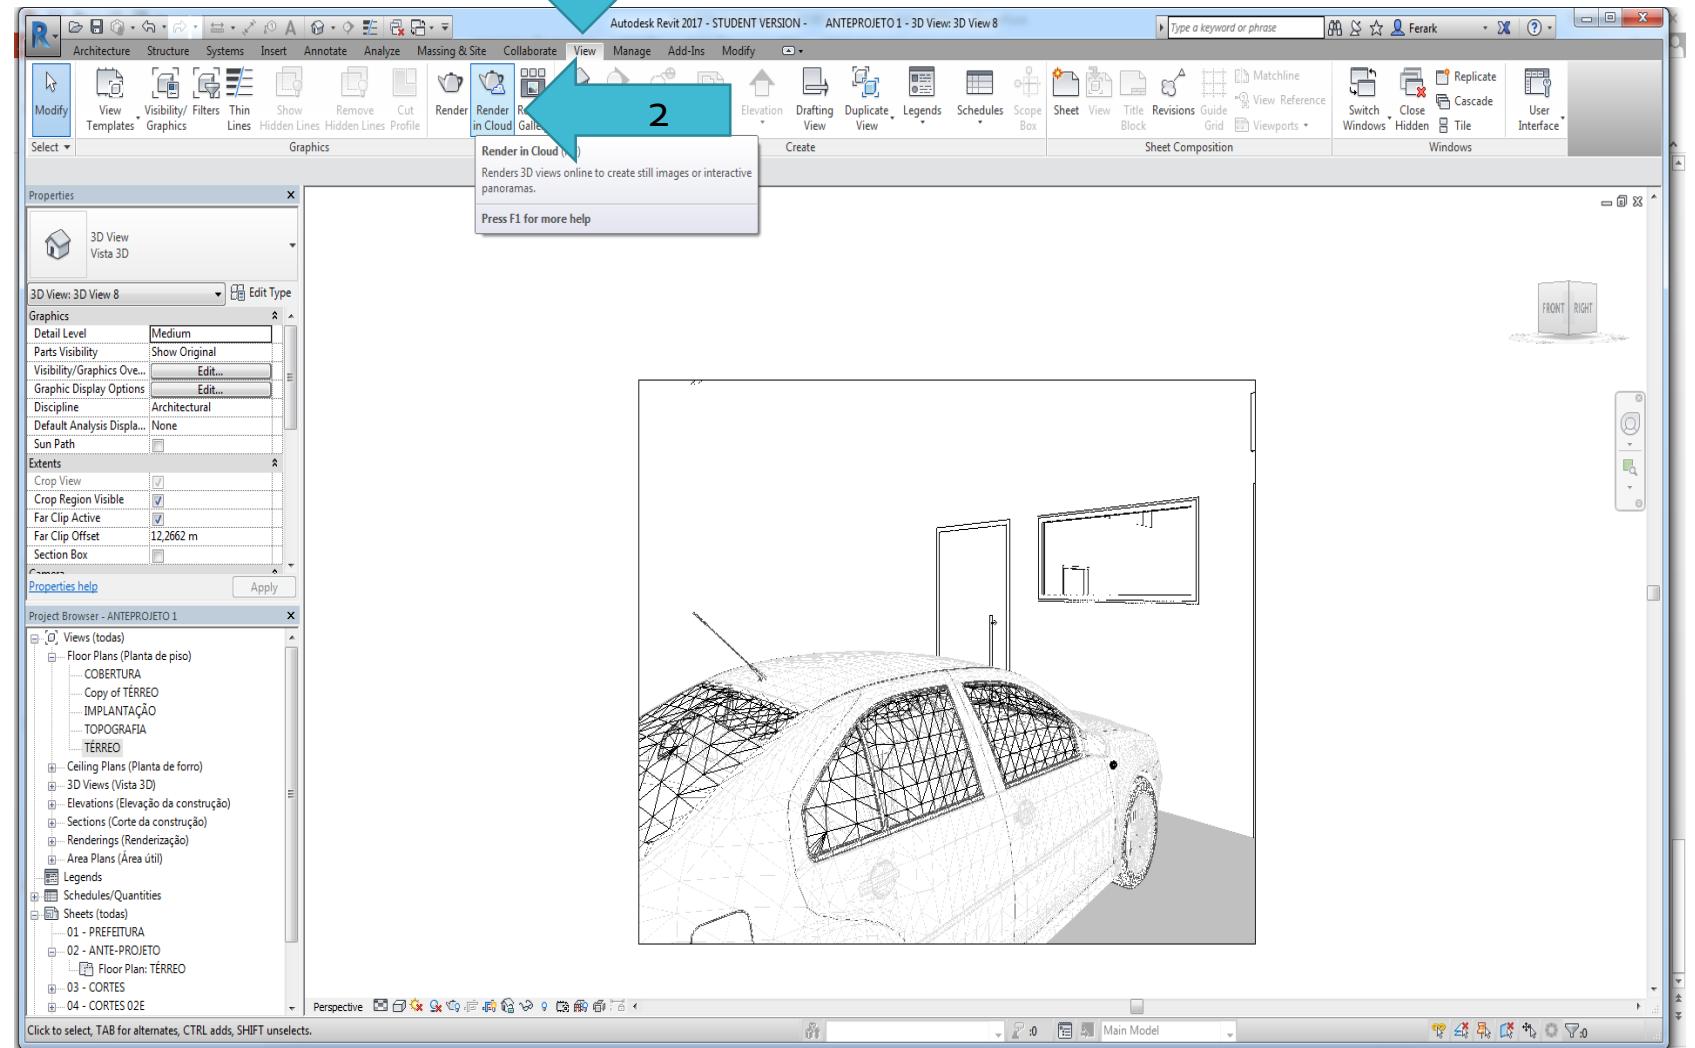 Autodesk Revit 2017 - STUDENT VERSION - ANTEPROJETO 1 - 3D View: 3D View 8
Type a keyword or phrase
Ferark
Architecture Structure Systems Insert Annotate Analyze Massing & Site Collaborate View Manage Add-Ins Modify
Modify
View Templates
Visibility/ Graphics
Filters
Thin Lines
Show Hidden Lines
Remove Hidden Lines
Cut Profile
Render
Render in Cloud
2
Elevation
Drafting View
Duplicate View
Legends
Schedules
Scope Box
Sheet
View
Title Block
Revisions
Guide Grid
Matchline
View Reference
Viewports
Switch Windows
Close Hidden
Replicate
Cascade
Tile
User Interface
Select
Graphics
Create
Sheet Composition
Windows
Render in Cloud
Renders 3D views online to create still images or interactive
panoramas.
Press F1 for more help
Properties
3D View
Vista 3D
3D View: 3D View 8
Edit Type
Graphics
Detail Level Medium
Parts Visibility Show Original
Visibility/Graphics Ove... Edit...
Graphic Display Options Edit...
Discipline Architectural
Default Analysis Displa... None
Sun Path
Extents
Crop View
Crop Region Visible
Far Clip Active
Far Clip Offset 12,2662 m
Section Box
Camera
Properties help
Apply
Project Browser - ANTEPROJETO 1
Views (todas)
Floor Plans (Planta de piso)
COBERTURA
Copy of TÉRREO
IMPLANTAÇÃO
TOPOGRAFIA
TÉRREO
Ceiling Plans (Planta de forro)
3D Views (Vista 3D)
Elevations (Elevação da construção)
Sections (Corte da construção)
Renderings (Renderização)
Area Plans (Área útil)
Legends
Schedules/Quantities
Sheets (todas)
01 - PREFEITURA
02 - ANTE-PROJETO
Floor Plan: TÉRREO
03 - CORTES
04 - CORTES 02E
FRONT RIGHT
Perspective
Click to select, TAB for alternates, CTRL adds, SHIFT unselects.
:0
Main Model
:0